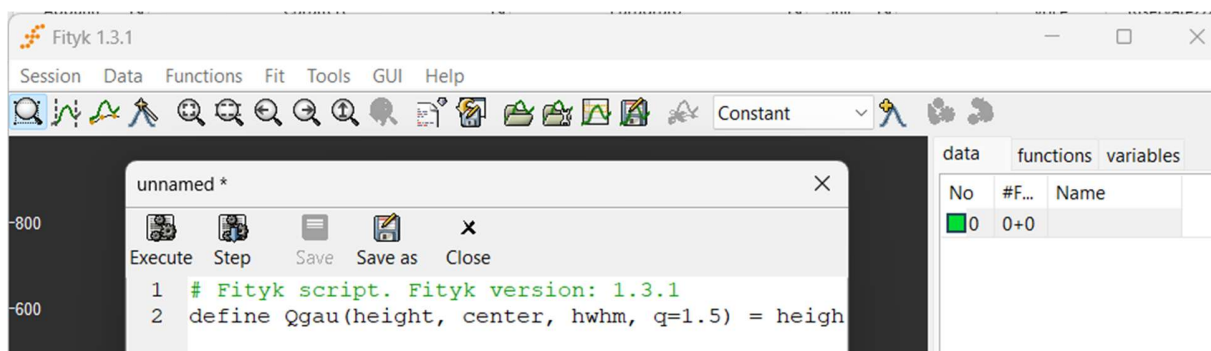 Fityk 1.3.1
Session Data Functions Fit Tools GUI Help
Constant
data functions variables
No #F... Name
0 0+0
-800
-600
unnamed *
Execute Step Save Save as Close
1 # Fityk script. Fityk version: 1.3.1
2 define Qgau(height, center, hwhm, q=1.5) = heigh